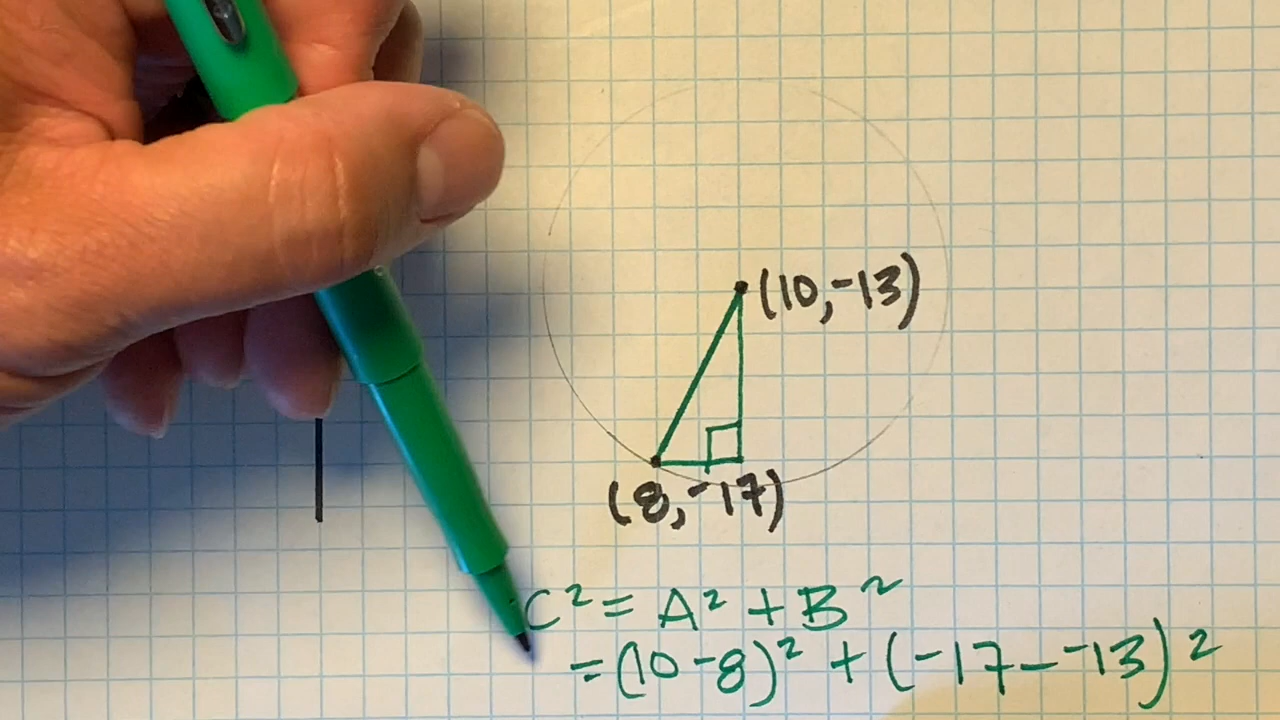 (10,-13)
(8,-17)
C² = A² + B²
= (10-8)² + (-17--13)²